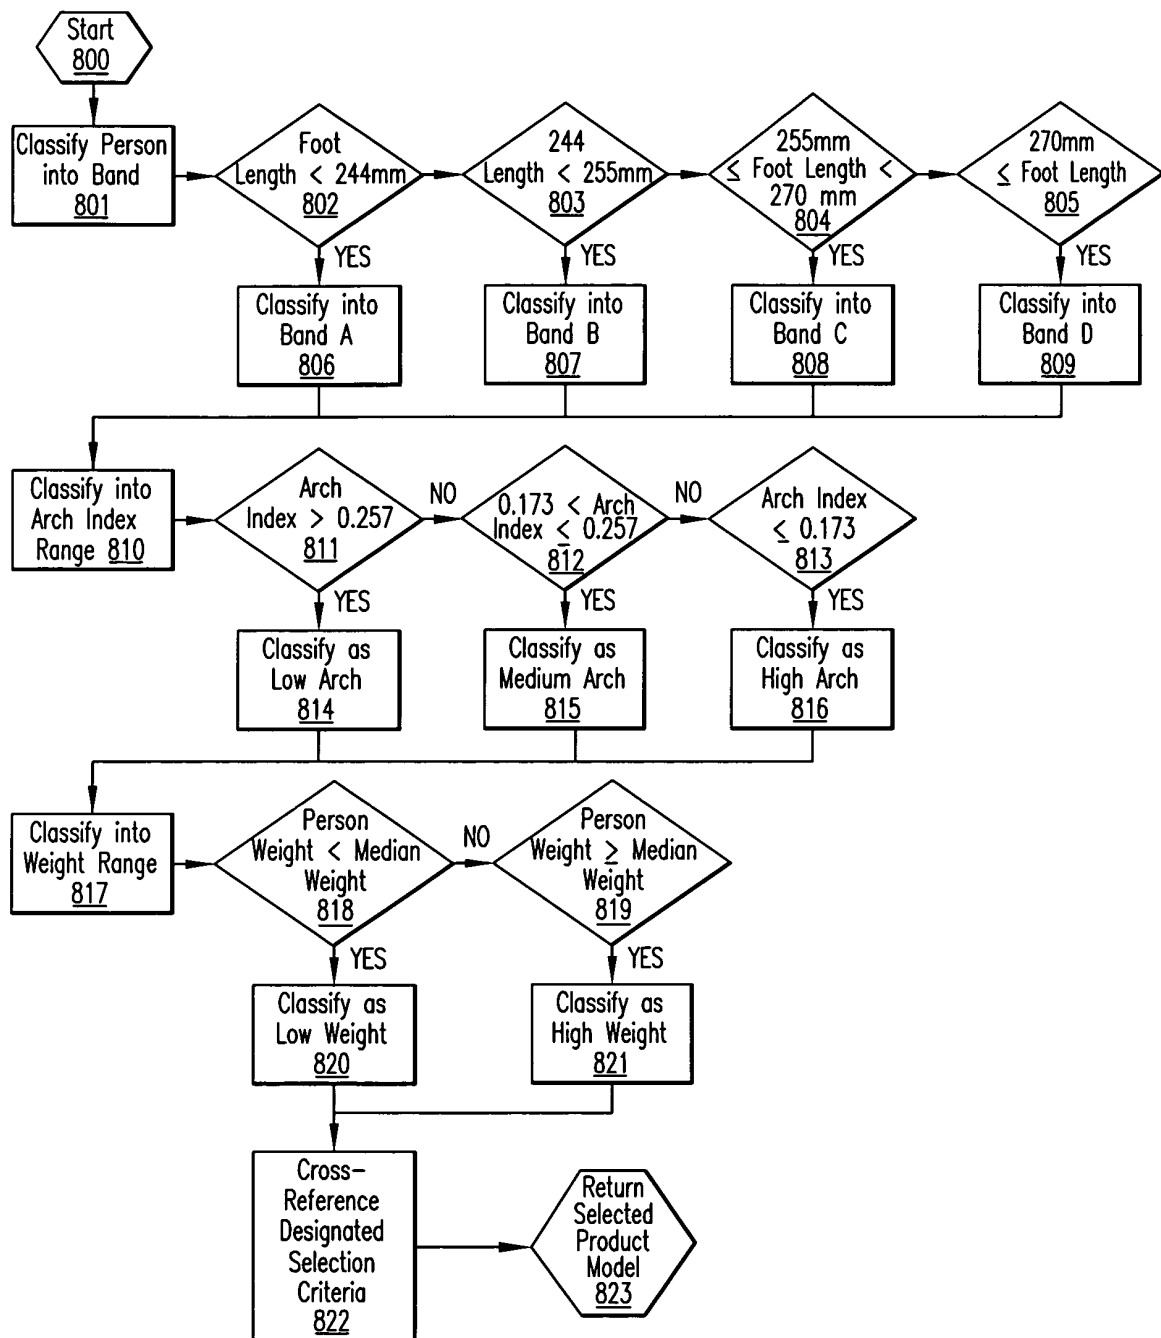 Start
800
Classify Person
into Band
801
Foot
Length < 244mm
802
244
Length < 255mm
803
255mm
≤ Foot Length <
270 mm
804
270mm
≤ Foot Length
805
YES
YES
YES
YES
Classify into
Band A
806
Classify into
Band B
807
Classify into
Band C
808
Classify into
Band D
809
Classify into
Arch Index
Range 810
Arch
Index > 0.257
811
NO
0.173 < Arch
Index ≤ 0.257
812
NO
Arch Index
≤ 0.173
813
YES
YES
YES
Classify as
Low Arch
814
Classify as
Medium Arch
815
Classify as
High Arch
816
Classify into
Weight Range
817
Person
Weight < Median
Weight
818
NO
Person
Weight ≥ Median
Weight
819
YES
YES
Classify as
Low Weight
820
Classify as
High Weight
821
Cross-
Reference
Designated
Selection
Criteria
822
Return
Selected
Product
Model
823